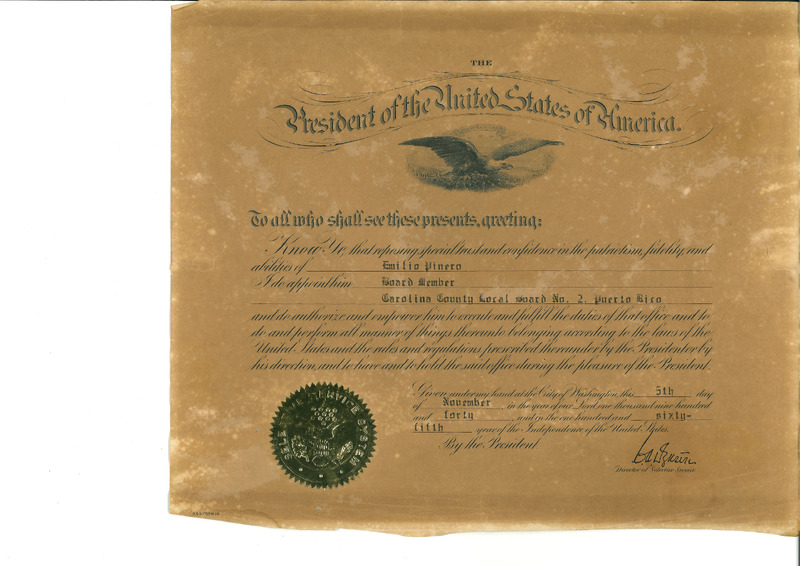 THE
President of the United States of America.
To all who shall see these presents, greeting:
Know Ye, that reposing special trust and confidence in the patriotism, fidelity, and
abilities of Emilio Pinero
I do appoint him Board Member
Carolina County Local Board No. 2, Puerto Rico
and do authorize and empower him to execute and fulfill the duties of that office and to
do and perform all manner of things thereunto belonging according to the laws of the
United States and the rules and regulations prescribed thereunder by the President or by
his direction, and to have and to hold the said office during the pleasure of the President.
Given under my hand at the City of Washington, this 5th day
of November in the year of our Lord one thousand nine hundred
and forty and in the one hundred and sixty-
fifth year of the Independence of the United States.
By the President
Director of Selective Service
SELECTIVE SERVICE SYSTEM